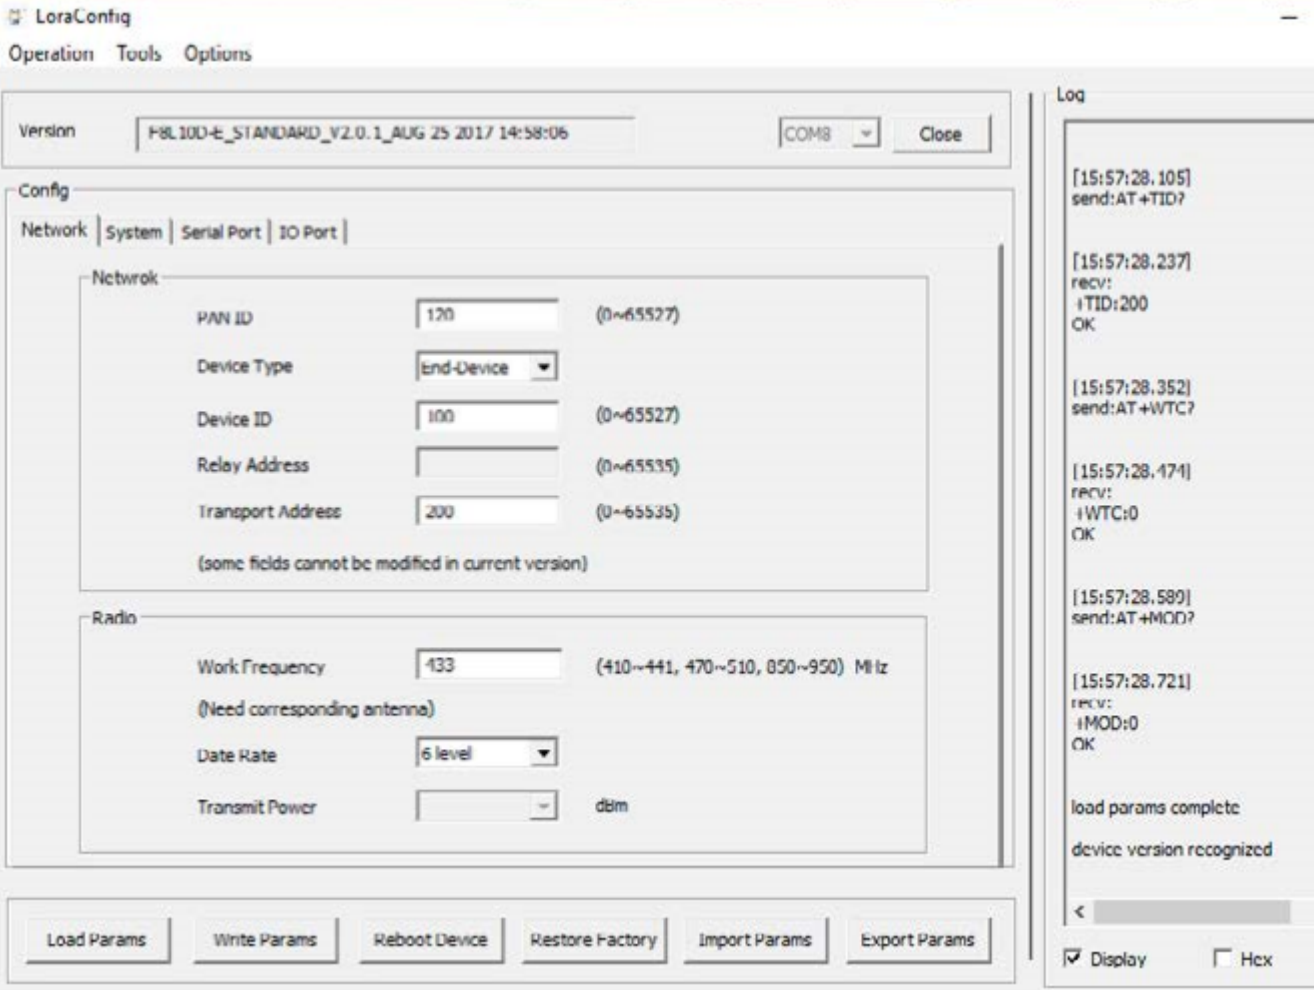 LoraConfig
Operation Tools Options
Version F8L10D-E_STANDARD_V2.0.1_AUG 25 2017 14:58:06 COM8 Close
Config
Network System Serial Port IO Port
Netwrok
PAN ID 120 (0~65527)
Device Type End-Device
Device ID 100 (0~65527)
Relay Address (0~65535)
Transport Address 200 (0~65535)
(some fields cannot be modified in current version)
Radio
Work Frequency 433 (410~441, 470~510, 850~950) MHz
(Need corresponding antenna)
Date Rate 6 level
Transmit Power dBm
Load Params Write Params Reboot Device Restore Factory Import Params Export Params
Log
[15:57:28.105]
send:AT+TID?
[15:57:28.237]
recv:
+TID:200
OK
[15:57:28.352]
send:AT+WTC?
[15:57:28.474]
recv:
+WTC:0
OK
[15:57:28.589]
send:AT+MOD?
[15:57:28.721]
recv:
+MOD:0
OK
load params complete
device version recognized
Display Hex